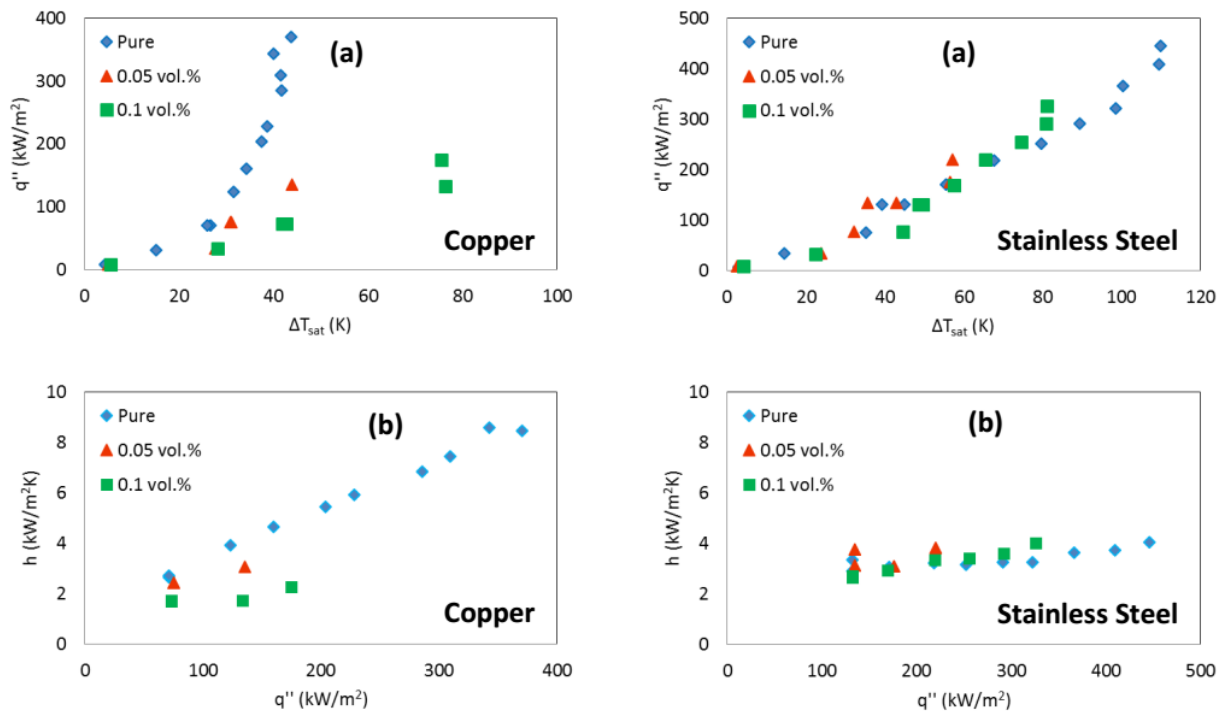 400
300
200
100
0
q'' (kW/m²)
Pure
0.05 vol.%
0.1 vol.%
(a)
Copper
0 20 40 60 80 100
ΔTsat (K)
500
400
300
200
100
0
q'' (kW/m²)
Pure
0.05 vol.%
0.1 vol.%
(a)
Stainless Steel
0 20 40 60 80 100 120
ΔTsat (K)
10
8
6
4
2
0
h (kW/m²K)
Pure
0.05 vol.%
0.1 vol.%
(b)
Copper
0 100 200 300 400
q'' (kW/m²)
10
8
6
4
2
0
h (kW/m²K)
Pure
0.05 vol.%
0.1 vol.%
(b)
Stainless Steel
0 100 200 300 400 500
q'' (kW/m²)